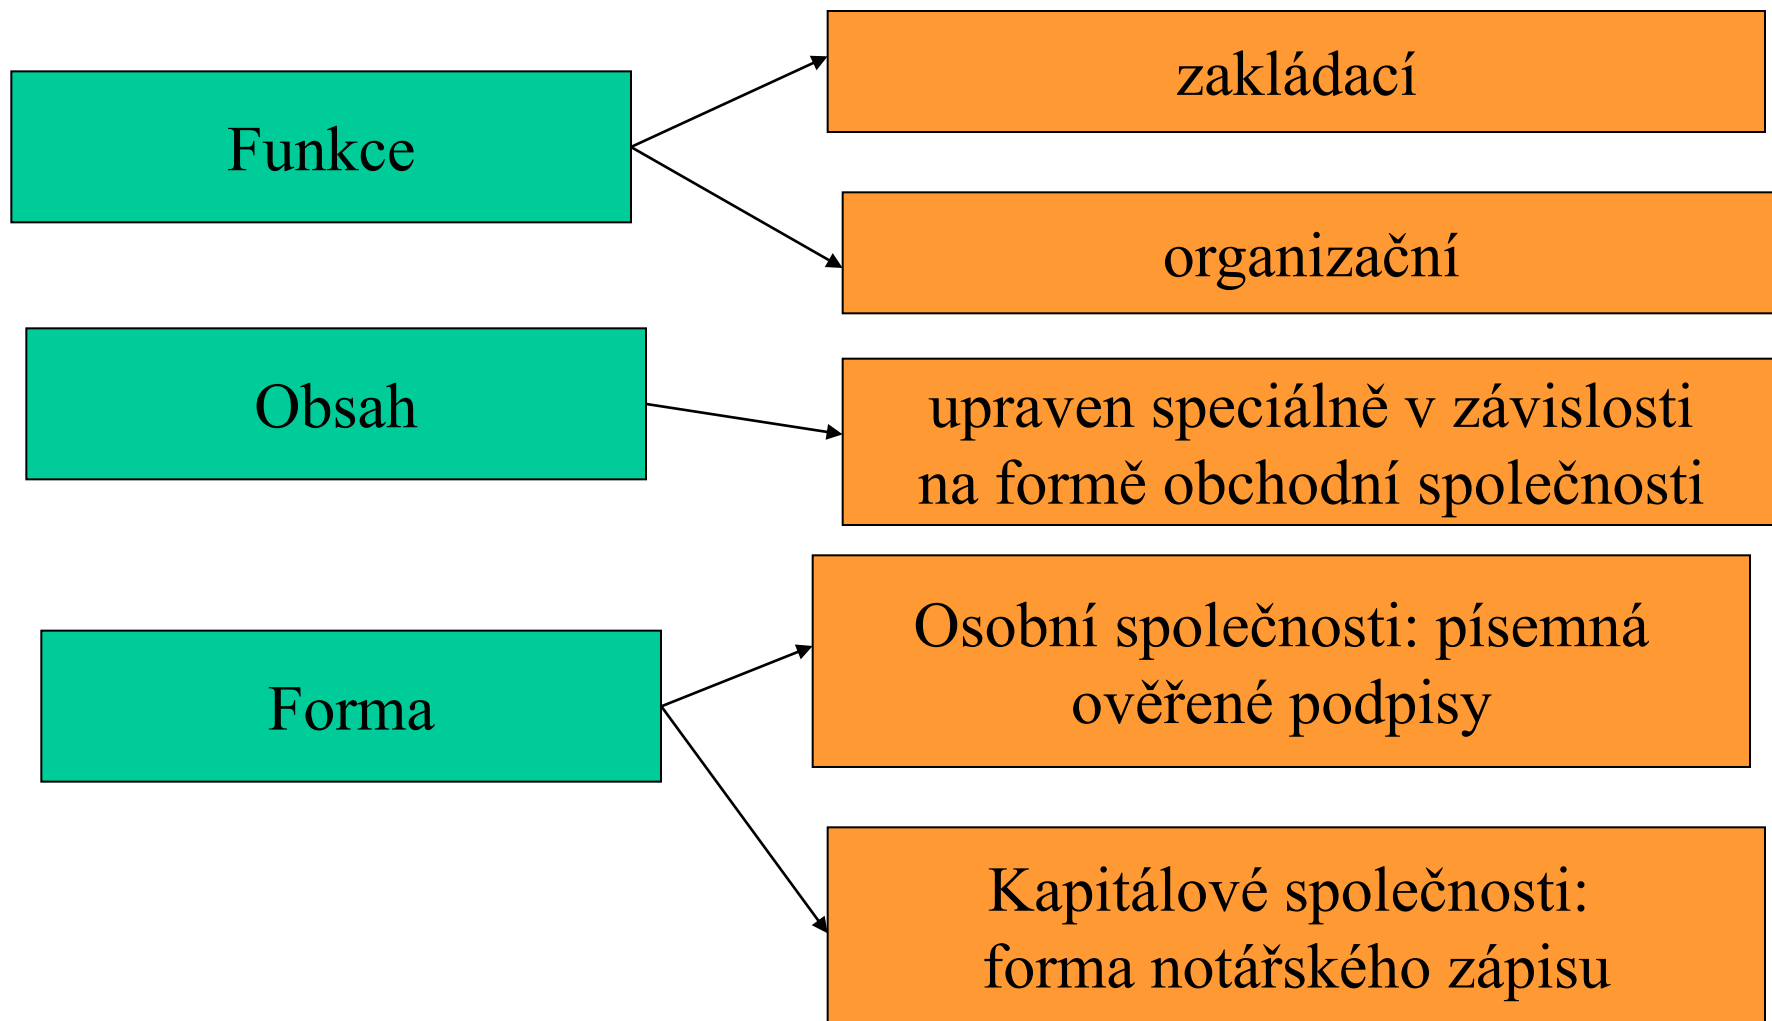 Funkce
zakládací
organizační
Obsah
upraven speciálně v závislosti
na formě obchodní společnosti
Forma
Osobní společnosti: písemná
ověřené podpisy
Kapitálové společnosti:
forma notářského zápisu